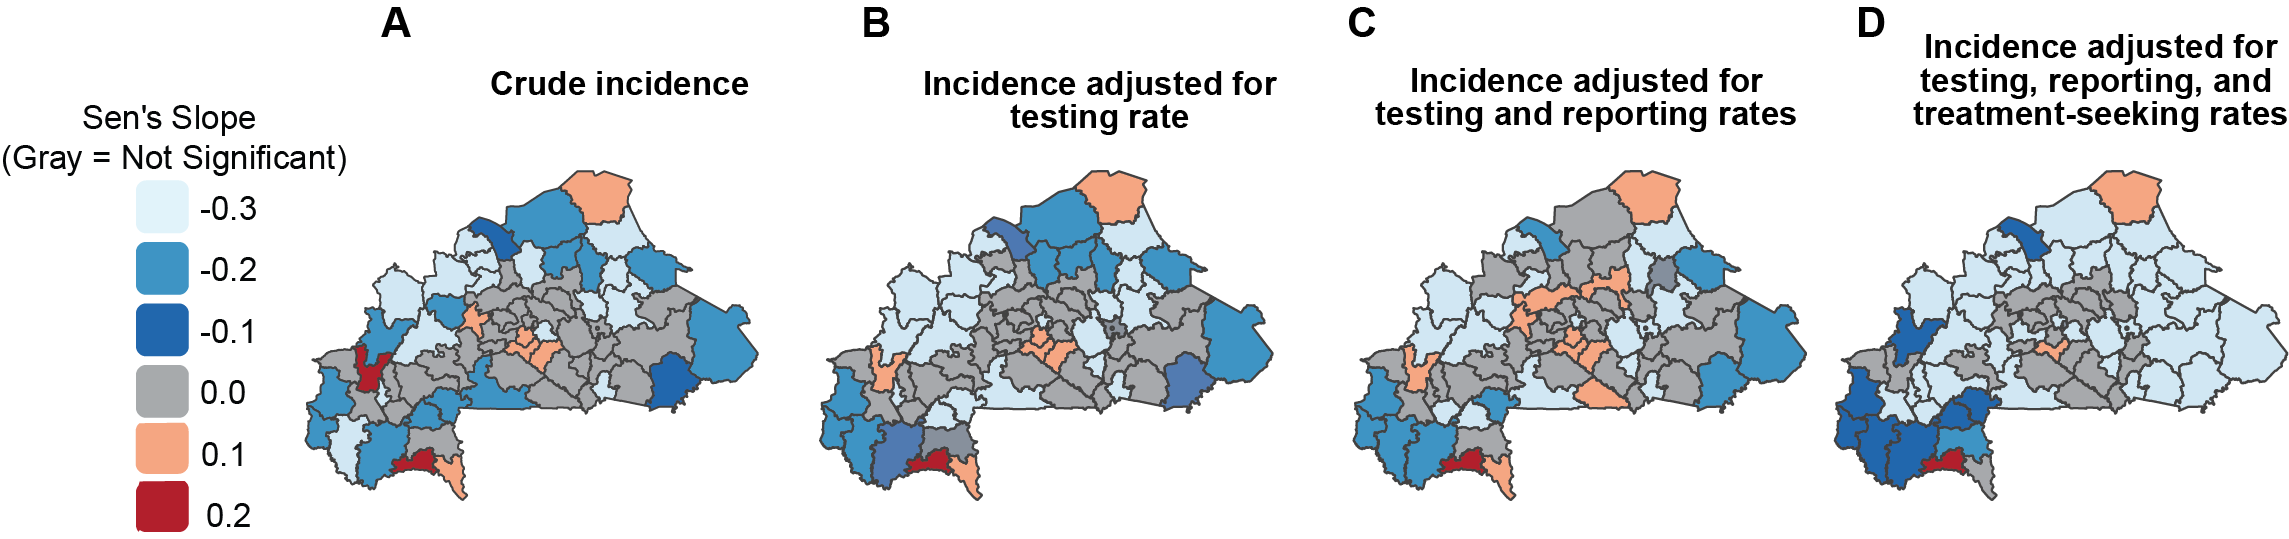 A
B
C
D
Crude incidence
Incidence adjusted for
testing rate
Incidence adjusted for
testing and reporting rates
Incidence adjusted for
testing, reporting, and
treatment-seeking rates
Sen's Slope
(Gray = Not Significant)
-0.3
-0.2
-0.1
0.0
0.1
0.2